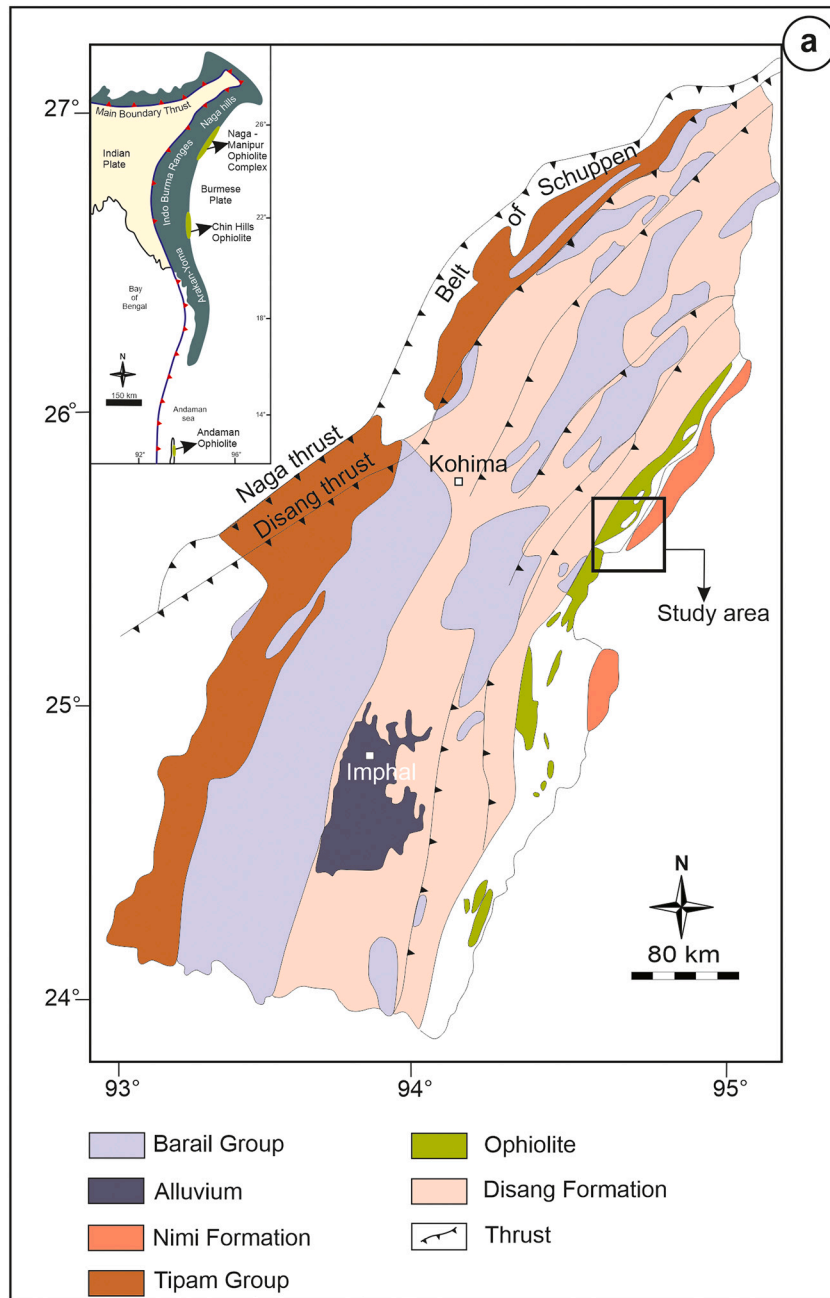 a
27°
26°
25°
24°
93°
94°
95°
Main Boundary Thrust
Naga hills
26°
Naga -
Manipur
Ophiolite
Complex
Indian
Plate
Indo Burma Ranges
Burmese
Plate
22°
Chin Hills
Ophiolite
Arakan-Yoma
Bay
of
Bengal
18°
N
150 km
Andaman
sea
14°
Andaman
Ophiolite
92°
96°
Belt of Schuppen
Naga thrust
Disang thrust
Kohima
Study area
Imphal
N
80 km
Barail Group
Alluvium
Nimi Formation
Tipam Group
Ophiolite
Disang Formation
Thrust